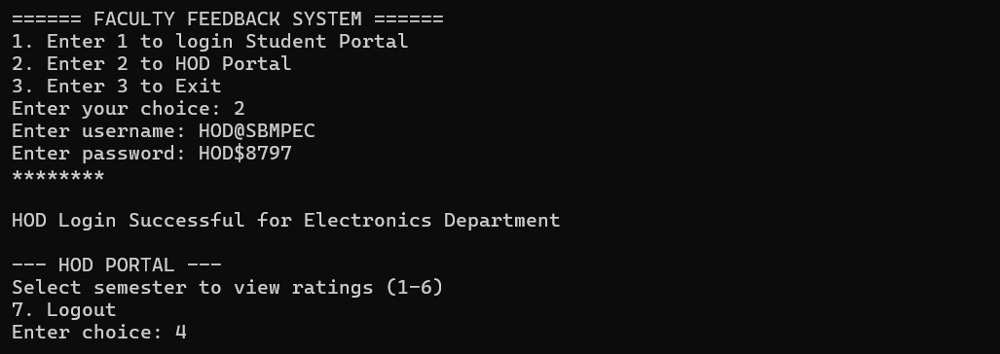 ====== FACULTY FEEDBACK SYSTEM ======
1. Enter 1 to login Student Portal
2. Enter 2 to HOD Portal
3. Enter 3 to Exit
Enter your choice: 2
Enter username: HOD@SBMPEC
Enter password: HOD$8797
********
HOD Login Successful for Electronics Department
--- HOD PORTAL ---
Select semester to view ratings (1-6)
7. Logout
Enter choice: 4